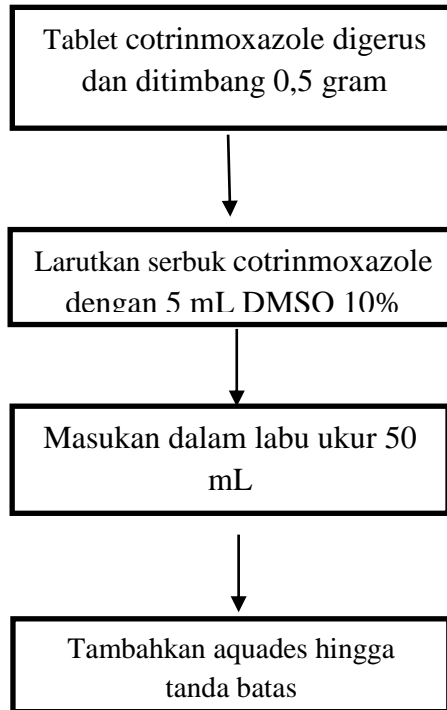 Tablet cotrinmoxazole digerus
dan ditimbang 0,5 gram
Larutkan serbuk cotrinmoxazole
dengan 5 mL DMSO 10%
Masukan dalam labu ukur 50
mL
Tambahkan aquades hingga
tanda batas